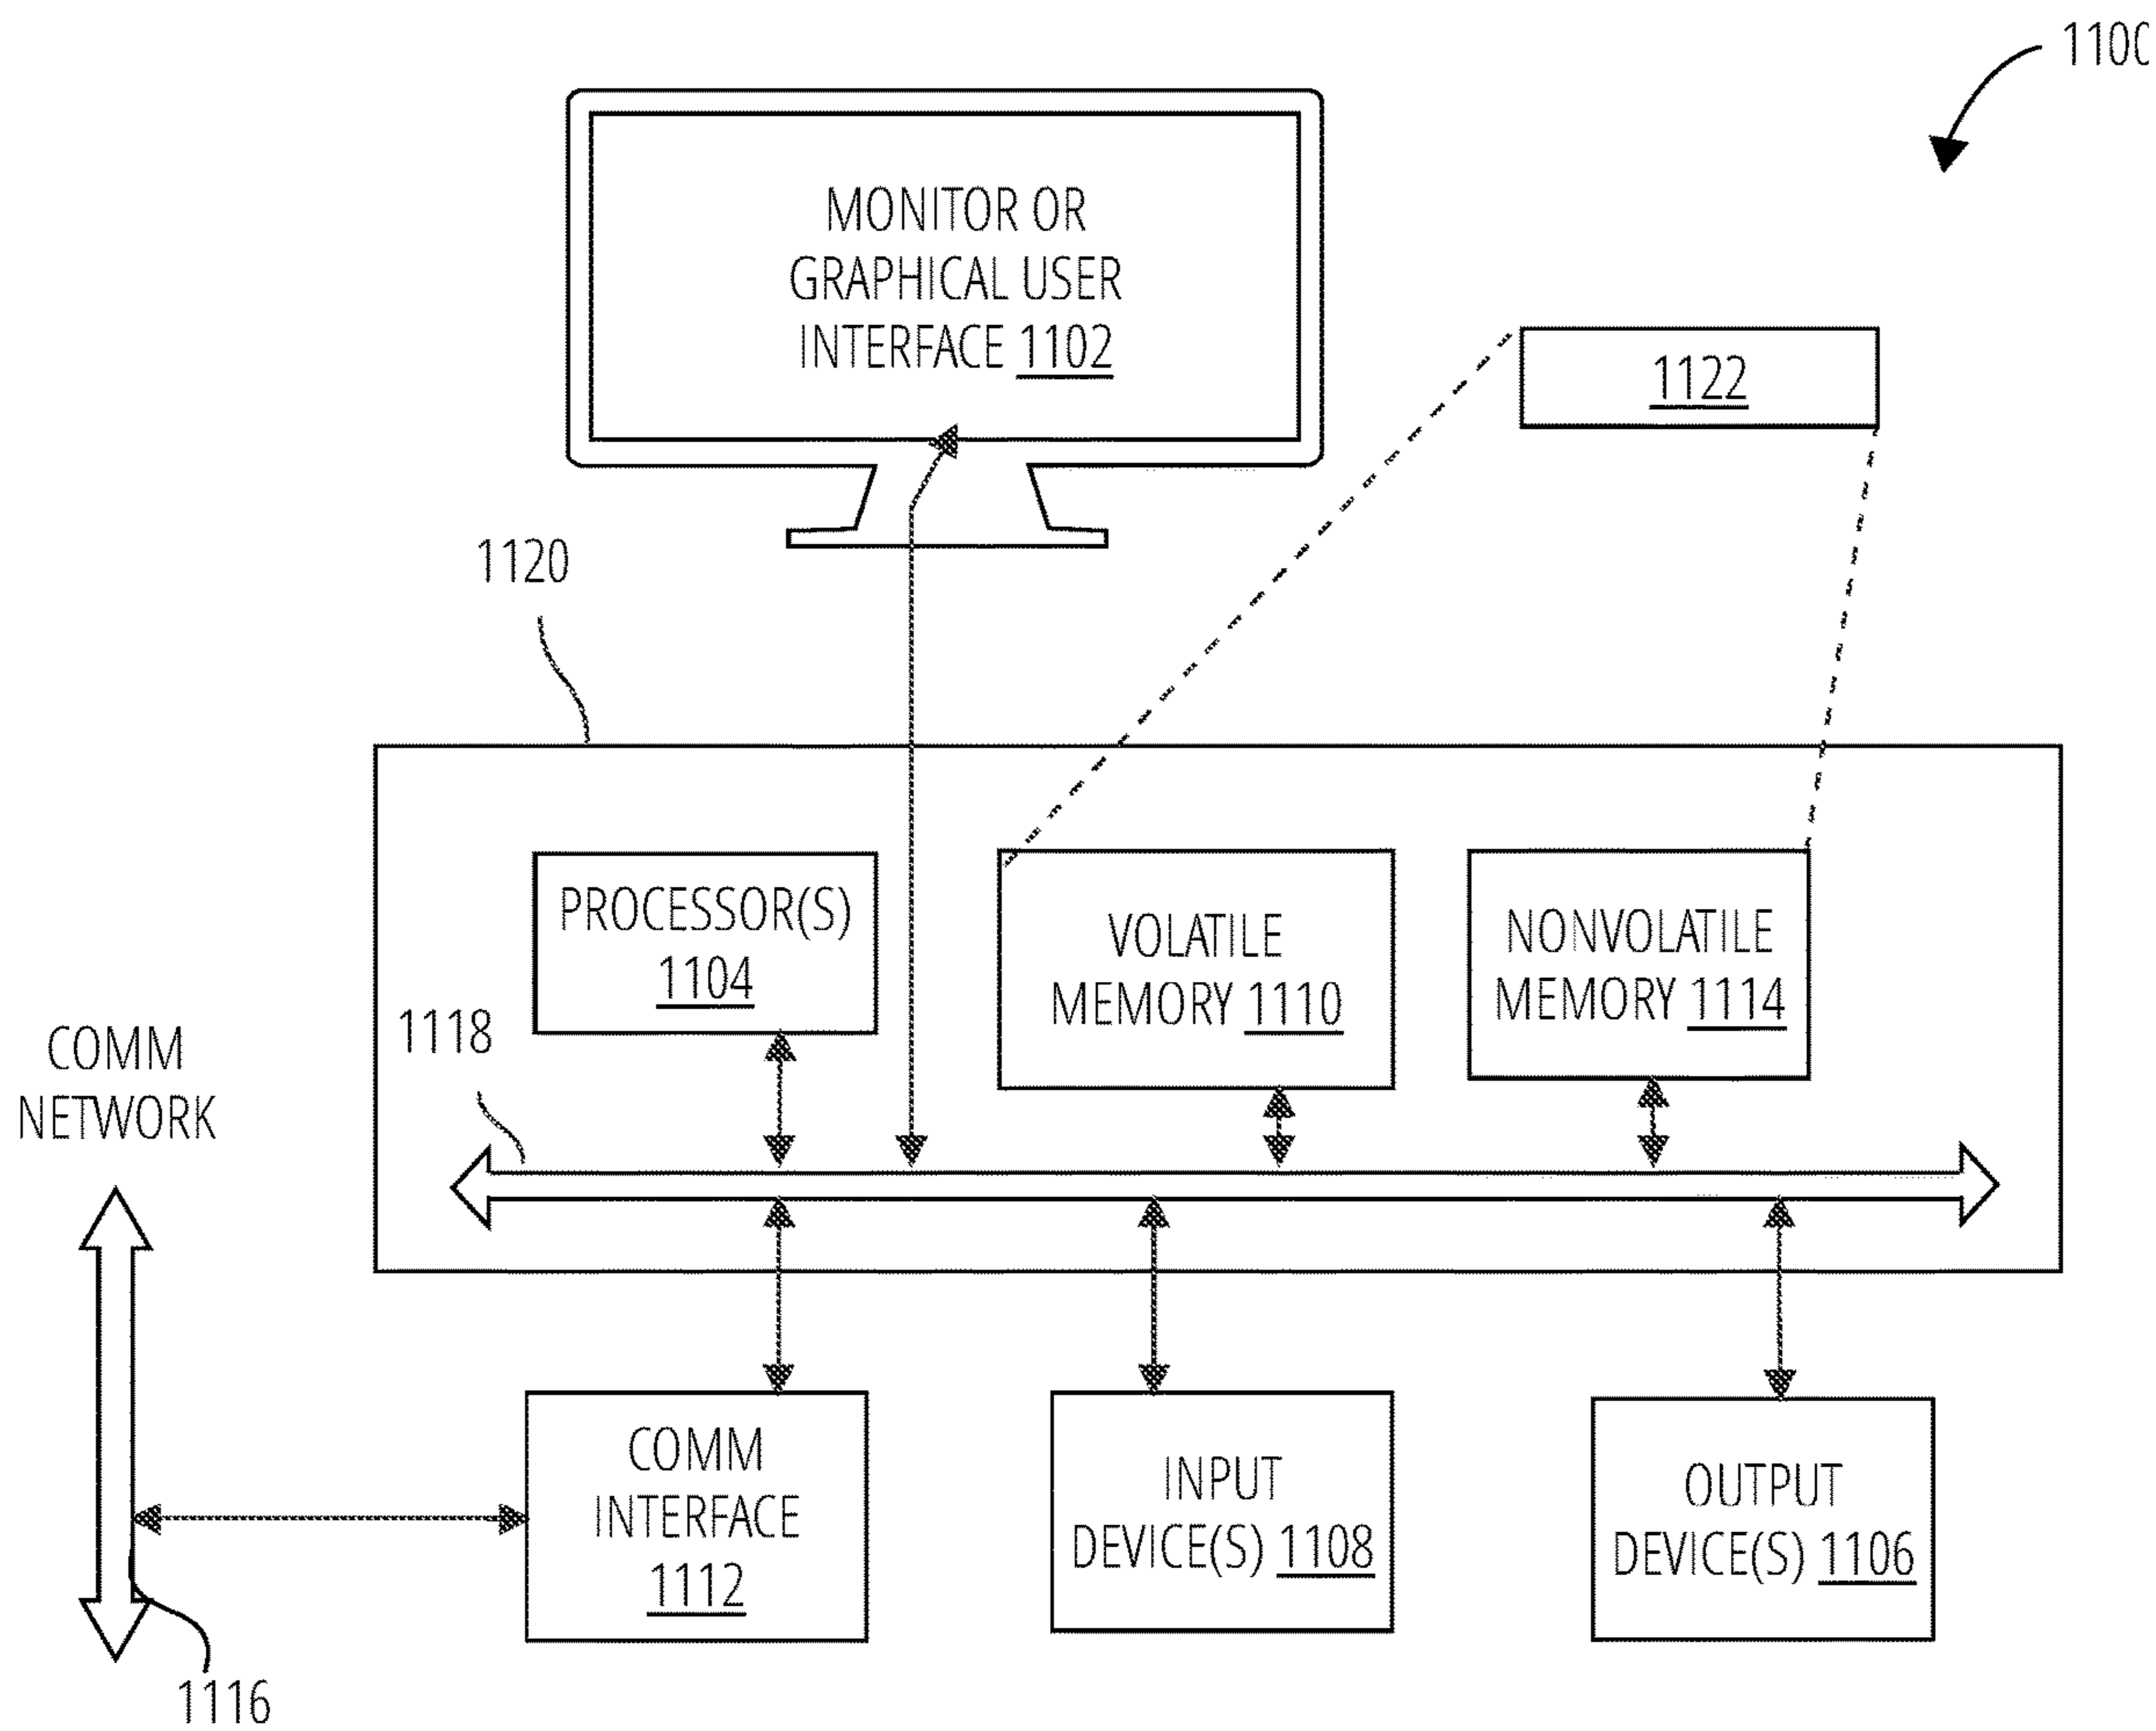 1100
MONITOR OR
GRAPHICAL USER
INTERFACE 1102
1122
1120
PROCESSOR(S)
1104
VOLATILE
MEMORY 1110
NONVOLATILE
MEMORY 1114
1118
COMM
NETWORK
COMM
INTERFACE
1112
INPUT
DEVICE(S) 1108
OUTPUT
DEVICE(S) 1106
1116